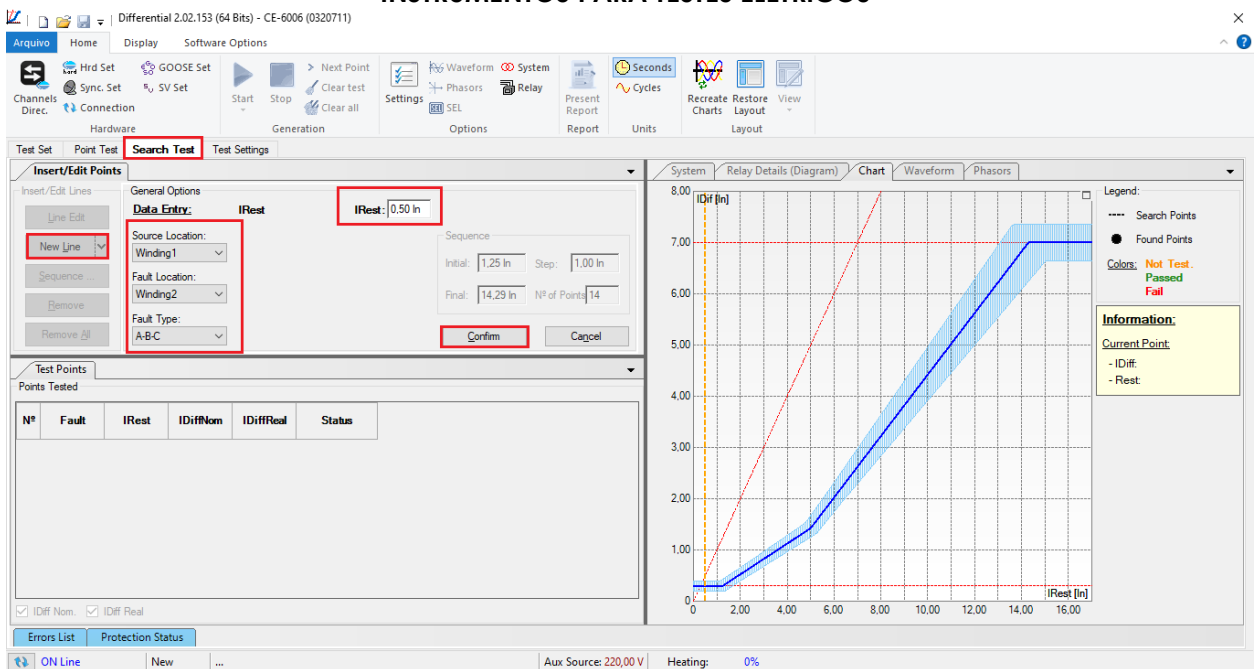 INSTRUMENTOS PARA TESTES ELÉTRICOS
Differential 2.02.153 (64 Bits) - CE-6006 (0320711)
Arquivo Home Display Software Options
Channels Direc.
Hrd Set
Sync. Set
Connection
GOOSE Set
SV Set
Hardware
Start
Stop
Next Point
Clear test
Clear all
Generation
Settings
Waveform
Phasors
SEL
System
Relay
Options
Present Report
Report
Seconds
Cycles
Units
Recreate Charts
Restore Layout
View
Layout
Test Set Point Test Search Test Test Settings
Insert/Edit Points
Insert/Edit Lines
Line Edit
New Line
Sequence ...
Remove
Remove All
General Options
Data Entry: IRest IRest: 0,50 In
Source Location:
Winding1
Fault Location:
Winding2
Fault Type:
A-B-C
Sequence
Initial: 1,25 In Step: 1,00 In
Final: 14,29 In Nº of Points 14
Confirm Cancel
Test Points
Points Tested
Nº Fault IRest IDiffNom IDiffReal Status
IDiff Nom. IDiff Real
System Relay Details (Diagram) Chart Waveform Phasors
IDif [In]
8,00
7,00
6,00
5,00
4,00
3,00
2,00
1,00
0
0 2,00 4,00 6,00 8,00 10,00 12,00 14,00 16,00
IRest [In]
Legend:
Search Points
Found Points
Colors: Not Test.
Passed
Fail
Information:
Current Point:
- IDiff:
- Rest:
Errors List Protection Status
ON Line New ... Aux Source: 220,00 V Heating: 0%